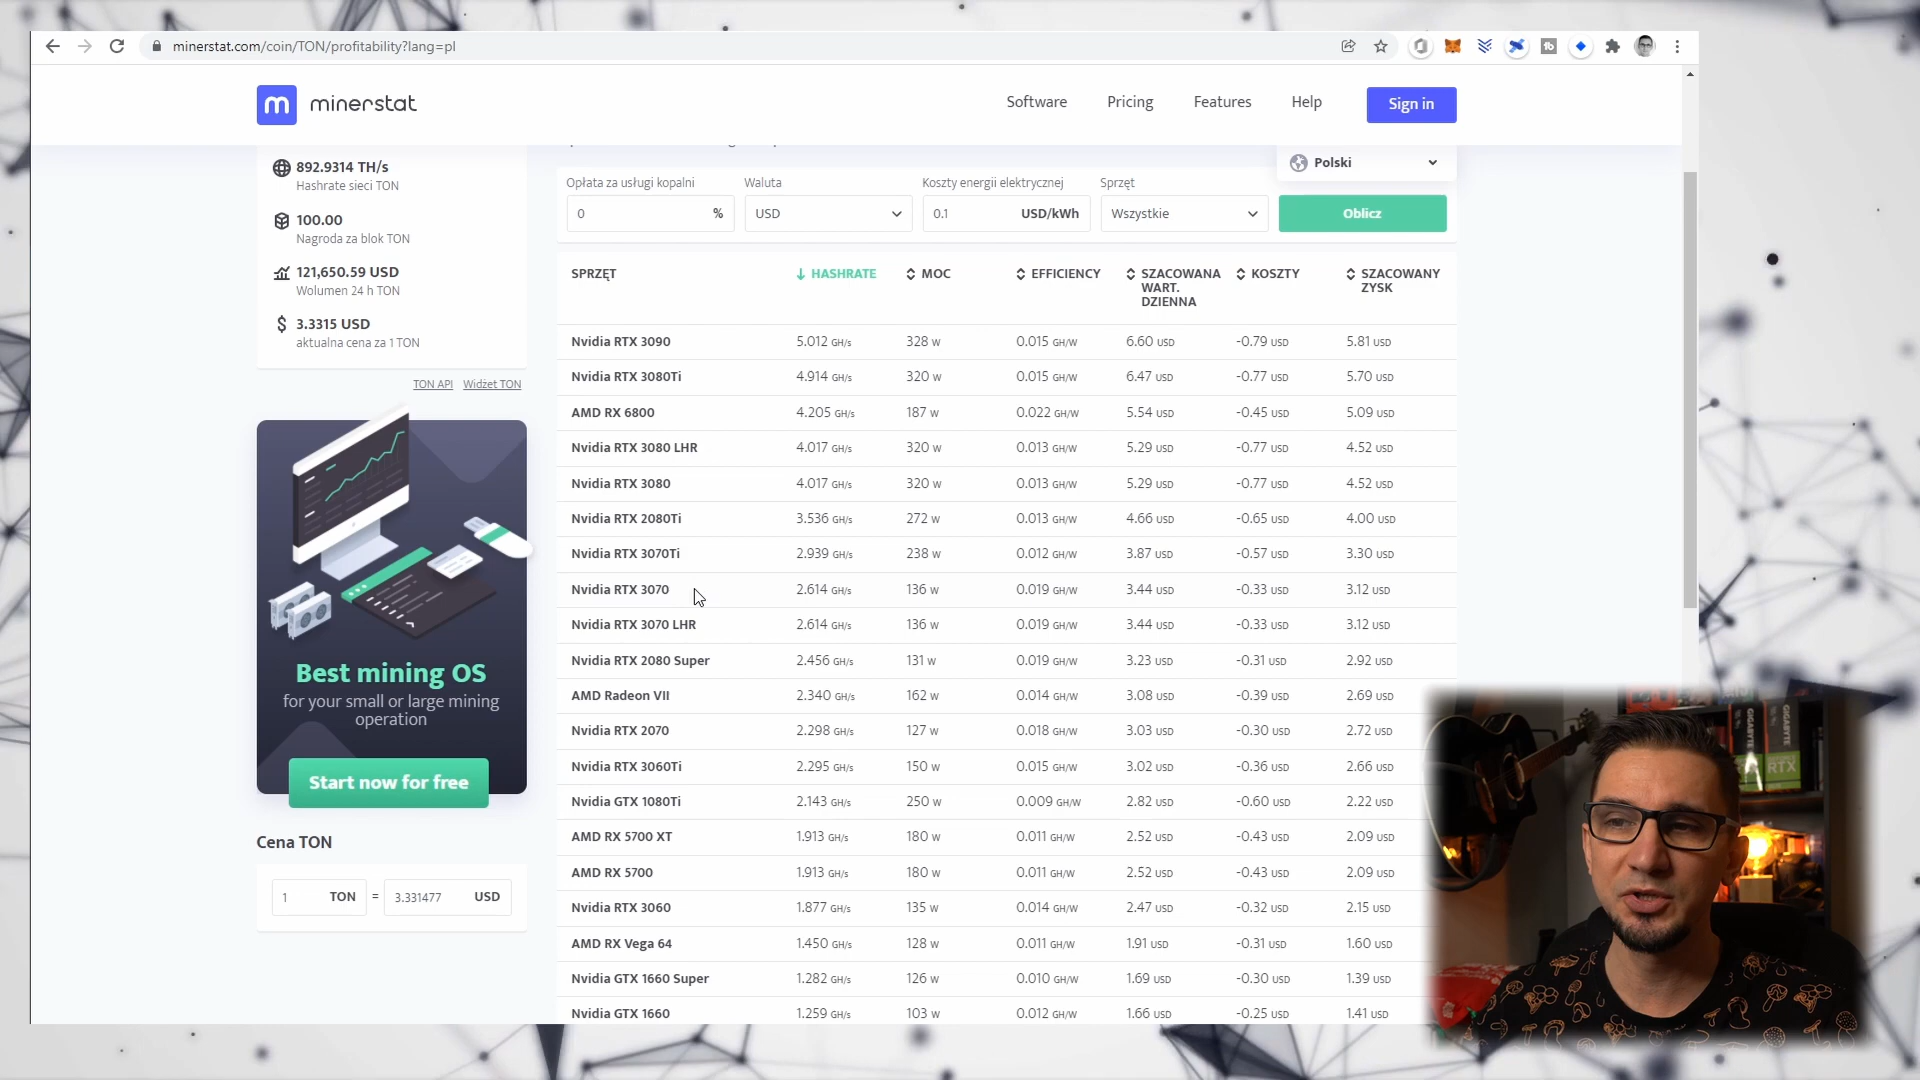 minerstat.com/coin/TON/profitability?lang=pl
m minerstat
Software Pricing Features Help Sign in
Polski
892.9314 TH/s
Hashrate sieci TON
100.00
Nagroda za blok TON
121,650.59 USD
Wolumen 24 h TON
$ 3.3315 USD
aktualna cena za 1 TON
TON API Widżet TON
Best mining OS
for your small or large mining
operation
Start now for free
Cena TON
1 TON = 3.331477 USD
Opłata za usługi kopalni Waluta Koszty energii elektrycznej Sprzęt
0 % USD 0.1 USD/kWh Wszystkie Oblicz
SPRZĘT HASHRATE MOC EFFICIENCY SZACOWANA WART. DZIENNA KOSZTY SZACOWANY ZYSK
Nvidia RTX 3090 5.012 GH/s 328 W 0.015 GH/W 6.60 USD -0.79 USD 5.81 USD
Nvidia RTX 3080Ti 4.914 GH/s 320 W 0.015 GH/W 6.47 USD -0.77 USD 5.70 USD
AMD RX 6800 4.205 GH/s 187 W 0.022 GH/W 5.54 USD -0.45 USD 5.09 USD
Nvidia RTX 3080 LHR 4.017 GH/s 320 W 0.013 GH/W 5.29 USD -0.77 USD 4.52 USD
Nvidia RTX 3080 4.017 GH/s 320 W 0.013 GH/W 5.29 USD -0.77 USD 4.52 USD
Nvidia RTX 2080Ti 3.536 GH/s 272 W 0.013 GH/W 4.66 USD -0.65 USD 4.00 USD
Nvidia RTX 3070Ti 2.939 GH/s 238 W 0.012 GH/W 3.87 USD -0.57 USD 3.30 USD
Nvidia RTX 3070 2.614 GH/s 136 W 0.019 GH/W 3.44 USD -0.33 USD 3.12 USD
Nvidia RTX 3070 LHR 2.614 GH/s 136 W 0.019 GH/W 3.44 USD -0.33 USD 3.12 USD
Nvidia RTX 2080 Super 2.456 GH/s 131 W 0.019 GH/W 3.23 USD -0.31 USD 2.92 USD
AMD Radeon VII 2.340 GH/s 162 W 0.014 GH/W 3.08 USD -0.39 USD 2.69 USD
Nvidia RTX 2070 2.298 GH/s 127 W 0.018 GH/W 3.03 USD -0.30 USD 2.72 USD
Nvidia RTX 3060Ti 2.295 GH/s 150 W 0.015 GH/W 3.02 USD -0.36 USD 2.66 USD
Nvidia GTX 1080Ti 2.143 GH/s 250 W 0.009 GH/W 2.82 USD -0.60 USD 2.22 USD
AMD RX 5700 XT 1.913 GH/s 180 W 0.011 GH/W 2.52 USD -0.43 USD 2.09 USD
AMD RX 5700 1.913 GH/s 180 W 0.011 GH/W 2.52 USD -0.43 USD 2.09 USD
Nvidia RTX 3060 1.877 GH/s 135 W 0.014 GH/W 2.47 USD -0.32 USD 2.15 USD
AMD RX Vega 64 1.450 GH/s 128 W 0.011 GH/W 1.91 USD -0.31 USD 1.60 USD
Nvidia GTX 1660 Super 1.282 GH/s 126 W 0.010 GH/W 1.69 USD -0.30 USD 1.39 USD
Nvidia GTX 1660 1.259 GH/s 103 W 0.012 GH/W 1.66 USD -0.25 USD 1.41 USD
GIGABYTE
GIGABYTE
RTX